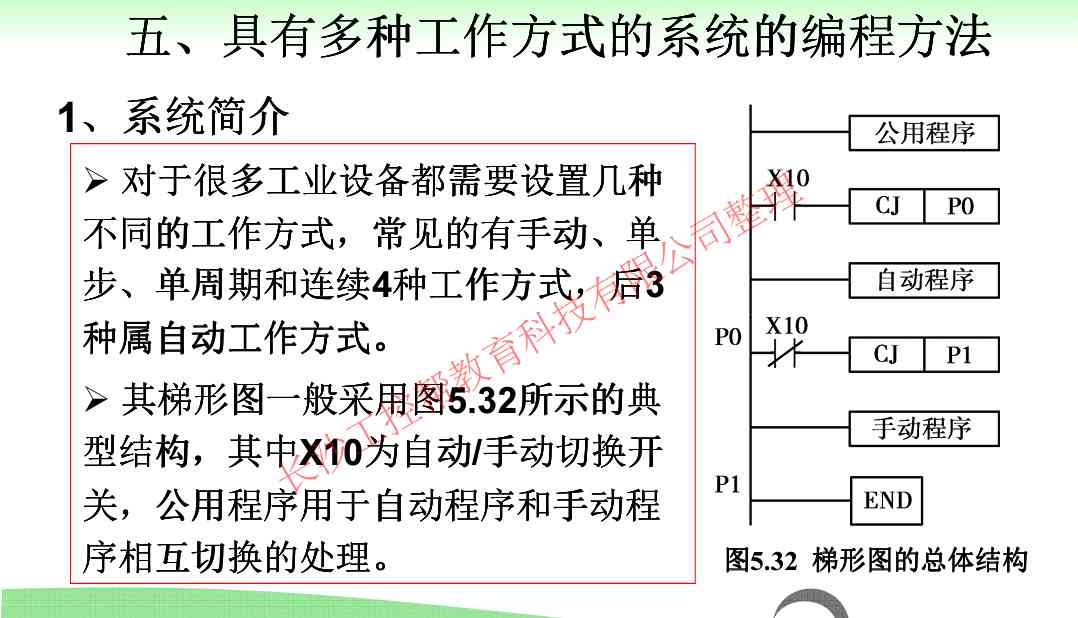 五、具有多种工作方式的系统的编程方法
1、系统简介
➢ 对于很多工业设备都需要设置几种
不同的工作方式，常见的有手动、单
步、单周期和连续4种工作方式，后3
种属自动工作方式。
➢ 其梯形图一般采用图5.32所示的典
型结构，其中X10为自动/手动切换开
关，公用程序用于自动程序和手动程
序相互切换的处理。
长沙工控帮教育科技有限公司整理
公用程序
X10
CJ P0
自动程序
P0 X10
CJ P1
手动程序
P1
END
图5.32 梯形图的总体结构